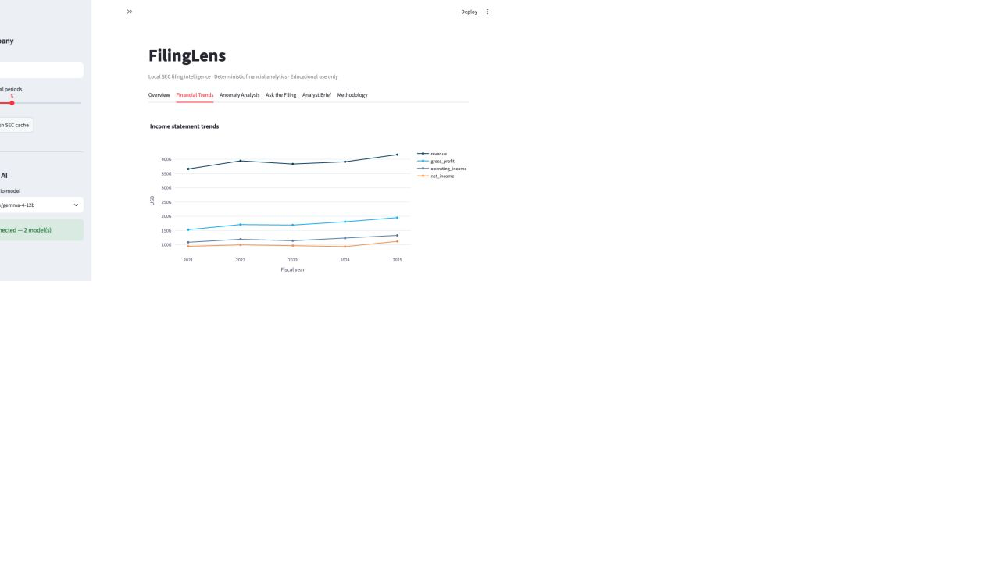 pany
al periods
5
sh SEC cache
AI
io model
e/gemma-4-12b
nected — 2 model(s)
Deploy
FilingLens
Local SEC filing intelligence · Deterministic financial analytics · Educational use only
Overview Financial Trends Anomaly Analysis Ask the Filing Analyst Brief Methodology
Income statement trends
400G
350G
300G
250G
200G
150G
100G
USD
2021 2022 2023 2024 2025
Fiscal year
revenue
gross_profit
operating_income
net_income